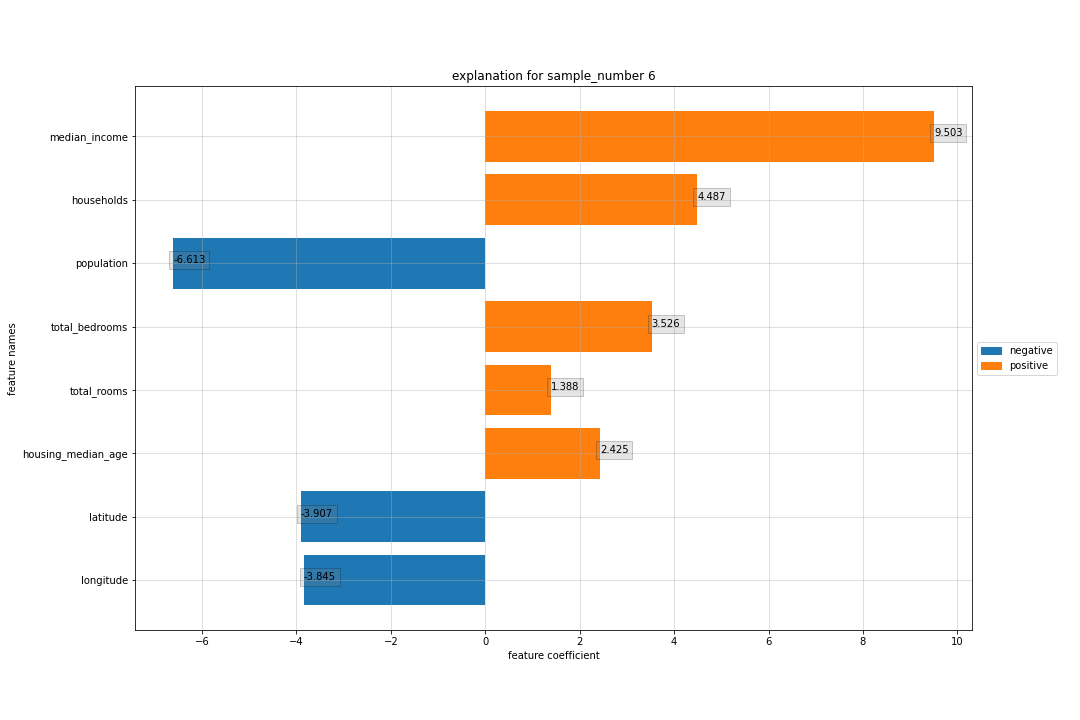 explanation for sample_number 6
median_income
9.503
households
4.487
population
-6.613
total_bedrooms
3.526
total_rooms
1.388
housing_median_age
2.425
latitude
-3.907
longitude
-3.845
feature names
negative
positive
−6 −4 −2 0 2 4 6 8 10
feature coefficient